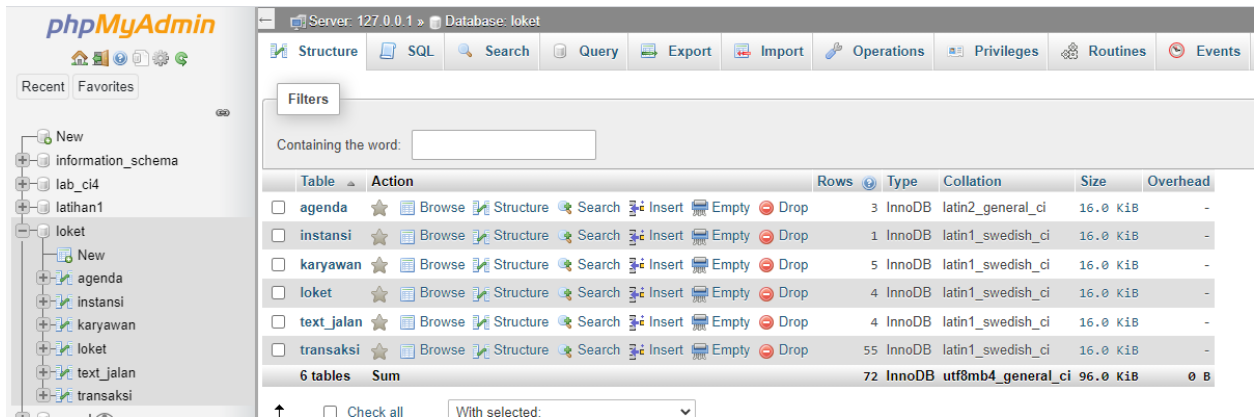 phpMyAdmin
Recent Favorites
New
information_schema
lab_ci4
latihan1
loket
New
agenda
instansi
karyawan
loket
text_jalan
transaksi
Server: 127.0.0.1 » Database: loket
Structure SQL Search Query Export Import Operations Privileges Routines Events
Filters
Containing the word:
Table Action Rows Type Collation Size Overhead
agenda Browse Structure Search Insert Empty Drop 3 InnoDB latin2_general_ci 16.0 KiB -
instansi Browse Structure Search Insert Empty Drop 1 InnoDB latin1_swedish_ci 16.0 KiB -
karyawan Browse Structure Search Insert Empty Drop 5 InnoDB latin1_swedish_ci 16.0 KiB -
loket Browse Structure Search Insert Empty Drop 4 InnoDB latin1_swedish_ci 16.0 KiB -
text_jalan Browse Structure Search Insert Empty Drop 4 InnoDB latin1_swedish_ci 16.0 KiB -
transaksi Browse Structure Search Insert Empty Drop 55 InnoDB latin1_swedish_ci 16.0 KiB -
6 tables Sum 72 InnoDB utf8mb4_general_ci 96.0 KiB 0 B
Check all With selected: